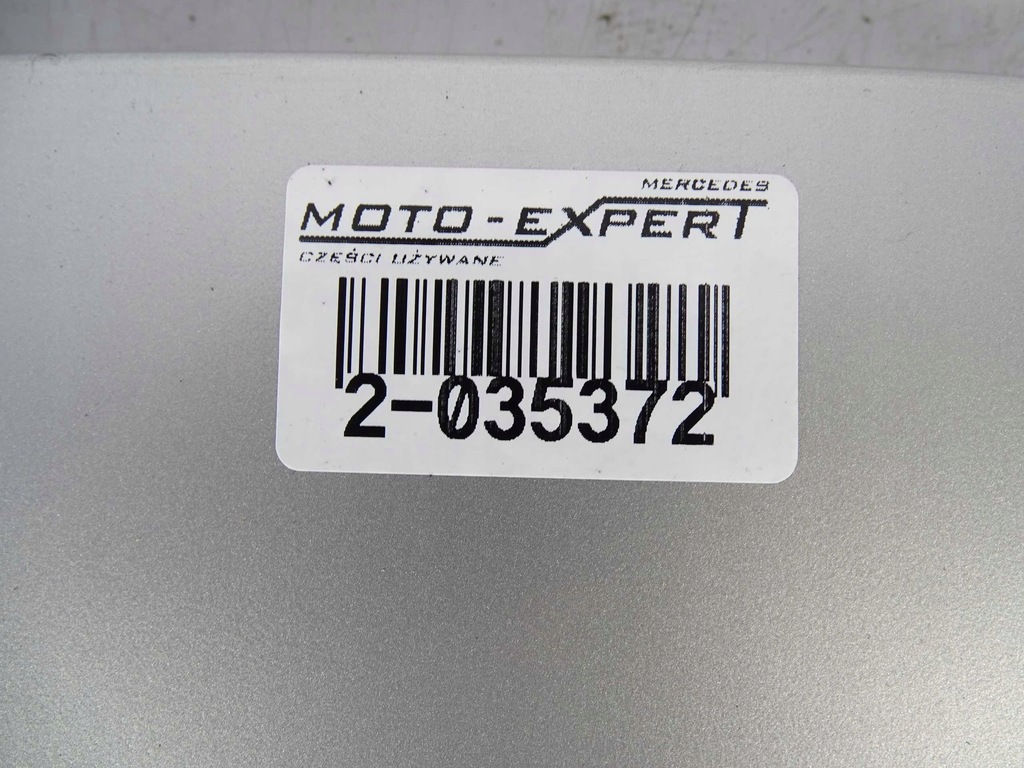 MERCEDES
MOTO-EXPERT
CZĘŚCI UŻYWANE
2-035372